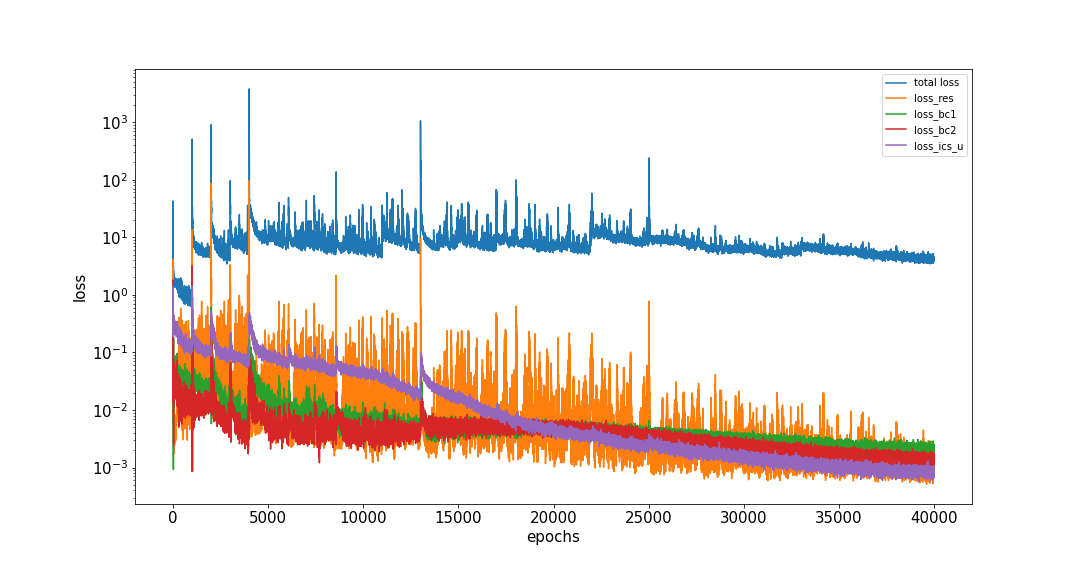 total loss
loss_res
loss_bc1
loss_bc2
loss_ics_u
loss
10³
10²
10¹
10⁰
10⁻¹
10⁻²
10⁻³
0 5000 10000 15000 20000 25000 30000 35000 40000
epochs